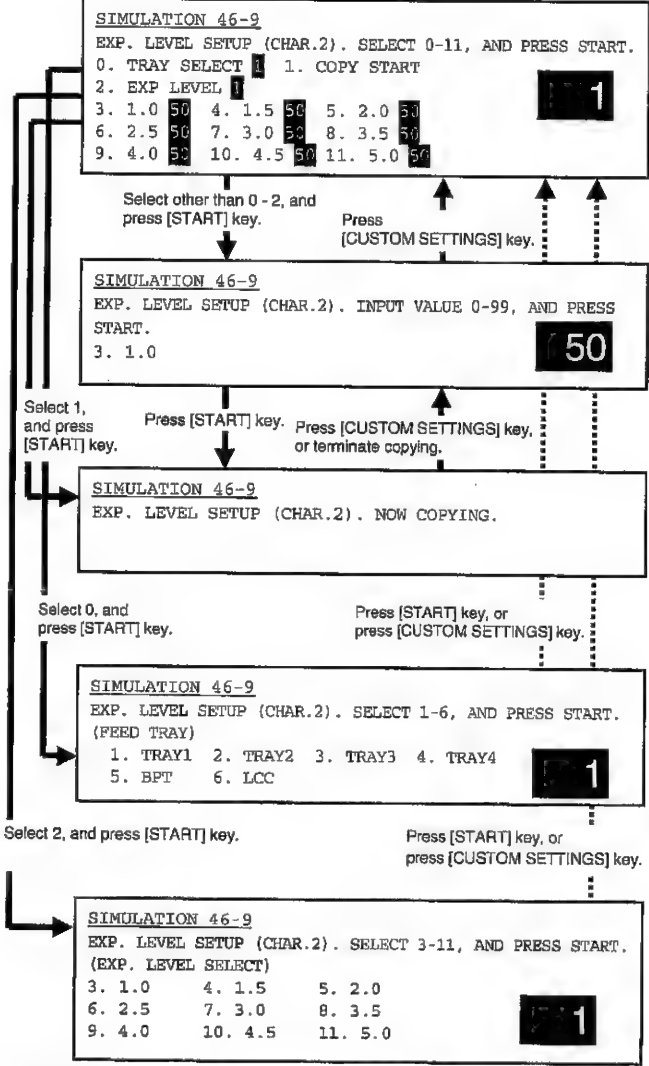 SIMULATION 46-9
EXP. LEVEL SETUP (CHAR.2). SELECT 0-11, AND PRESS START.
0. TRAY SELECT 1 1. COPY START
2. EXP LEVEL 1
1
3. 1.0 50 4. 1.5 50 5. 2.0 50
6. 2.5 50 7. 3.0 50 8. 3.5 50
9. 4.0 50 10. 4.5 50 11. 5.0 50
Select other than 0 - 2, and
press [START] key.
Press
[CUSTOM SETTINGS] key.
SIMULATION 46-9
EXP. LEVEL SETUP (CHAR.2). INPUT VALUE 0-99, AND PRESS
START.
3. 1.0
50
Select 1,
and press
[START] key.
Press [START] key.
Press [CUSTOM SETTINGS] key,
or terminate copying.
SIMULATION 46-9
EXP. LEVEL SETUP (CHAR.2). NOW COPYING.
Select 0, and
press [START] key.
Press [START] key, or
press [CUSTOM SETTINGS] key.
SIMULATION 46-9
EXP. LEVEL SETUP (CHAR.2). SELECT 1-6, AND PRESS START.
(FEED TRAY)
1. TRAY1 2. TRAY2 3. TRAY3 4. TRAY4
5. BPT 6. LCC
1
Select 2, and press [START] key.
Press [START] key, or
press [CUSTOM SETTINGS] key.
SIMULATION 46-9
EXP. LEVEL SETUP (CHAR.2). SELECT 3-11, AND PRESS START.
(EXP. LEVEL SELECT)
3. 1.0 4. 1.5 5. 2.0
6. 2.5 7. 3.0 8. 3.5
9. 4.0 10. 4.5 11. 5.0
1